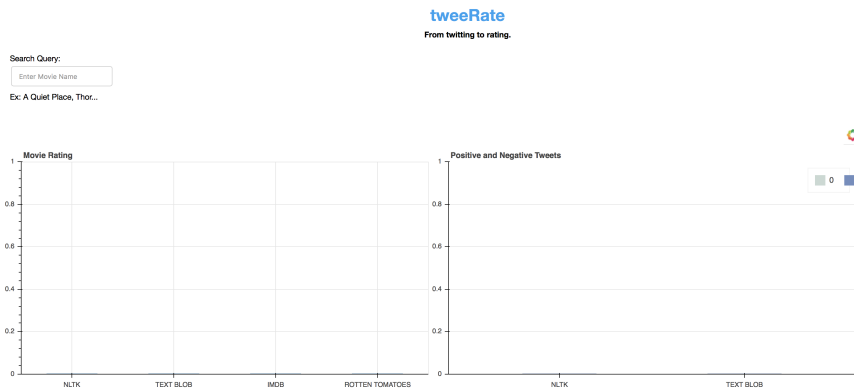 tweeRate
From twitting to rating.
Search Query:
Enter Movie Name
Ex: A Quiet Place, Thor...
Movie Rating
1
0.8
0.6
0.4
0.2
0
NLTK TEXT BLOB IMDB ROTTEN TOMATOES
Positive and Negative Tweets
0
1
0.8
0.6
0.4
0.2
0
NLTK TEXT BLOB